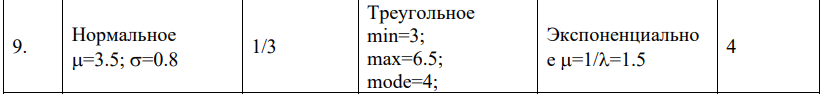 9.
Нормальное
μ=3.5; σ=0.8
1/3
Треугольное
min=3;
max=6.5;
mode=4;
Экспоненциально
е μ=1/λ=1.5
4